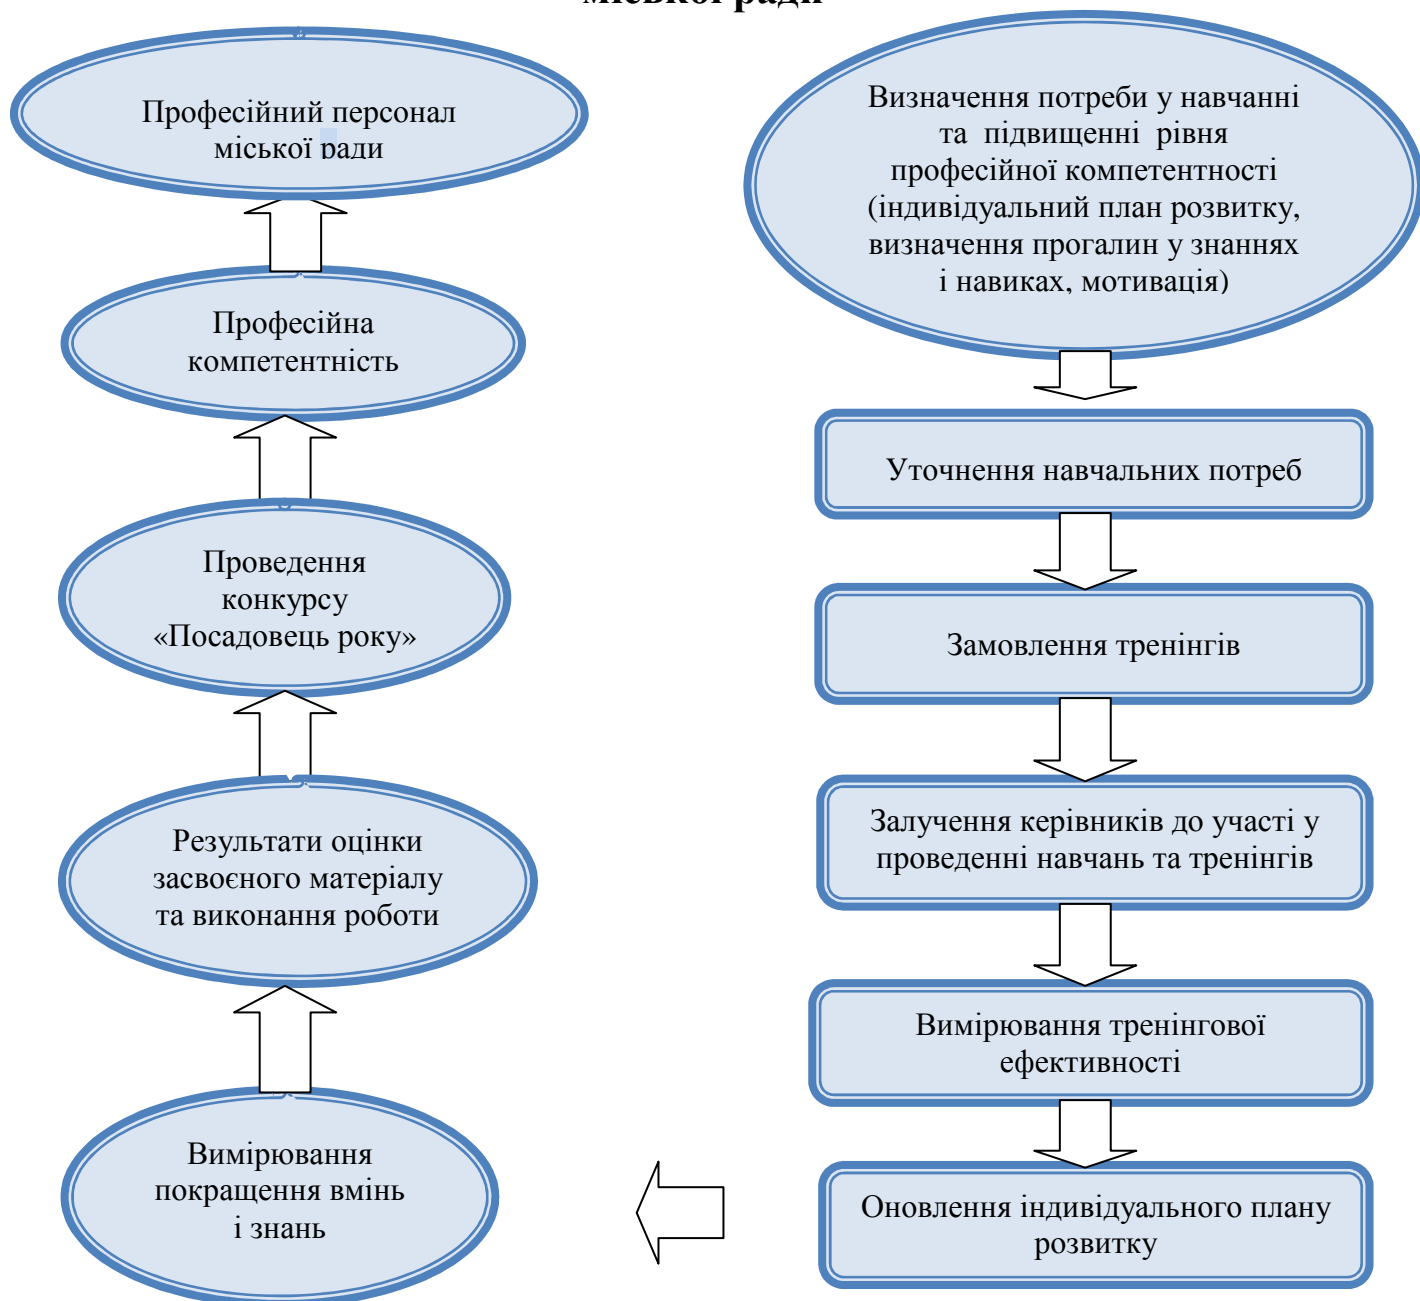 міської ради
Професійний персонал
міської ради
Професійна
компетентність
Проведення
конкурсу
«Посадовець року»
Результати оцінки
засвоєного матеріалу
та виконання роботи
Вимірювання
покращення вмінь
і знань
Визначення потреби у навчанні
та підвищенні рівня
професійної компетентності
(індивідуальний план розвитку,
визначення прогалин у знаннях
і навиках, мотивація)
Уточнення навчальних потреб
Замовлення тренінгів
Залучення керівників до участі у
проведенні навчань та тренінгів
Вимірювання тренінгової
ефективності
Оновлення індивідуального плану
розвитку